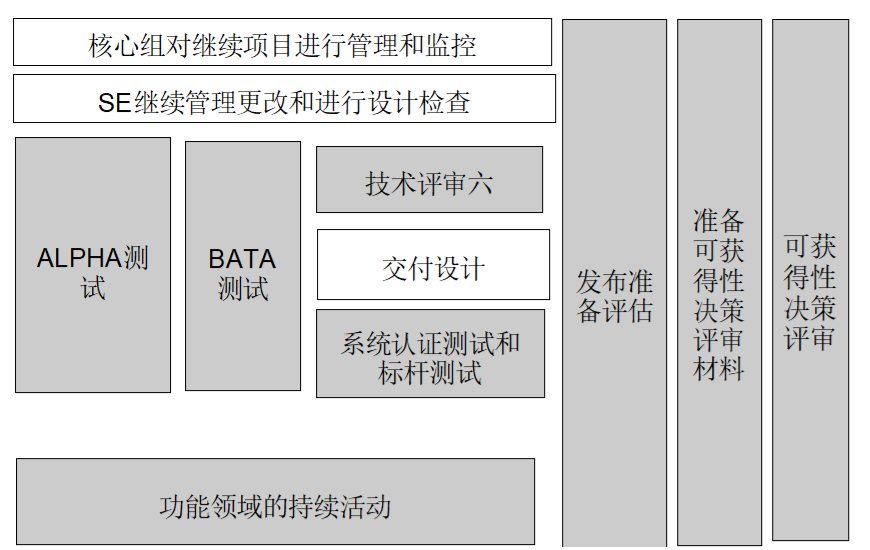 核心组对继续项目进行管理和监控
SE继续管理更改和进行设计检查
ALPHA测
试
BATA
测试
技术评审六
交付设计
系统认证测试和
标杆测试
功能领域的持续活动
发布准
备评估
准备
可获
得性
决策
评审
材料
可获
得性
决策
评审